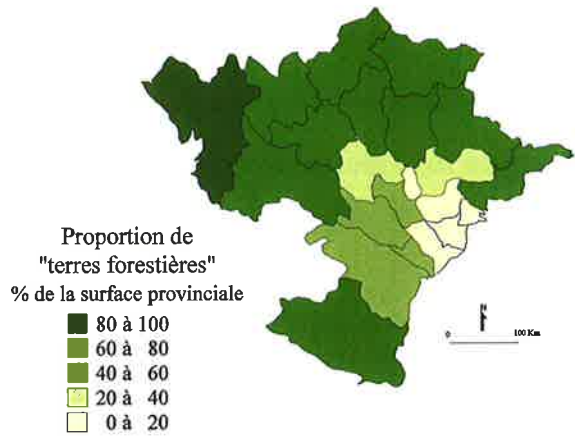 Proportion de
"terres forestières"
% de la surface provinciale
80 à 100
60 à 80
40 à 60
20 à 40
0 à 20
N
0 100 Km